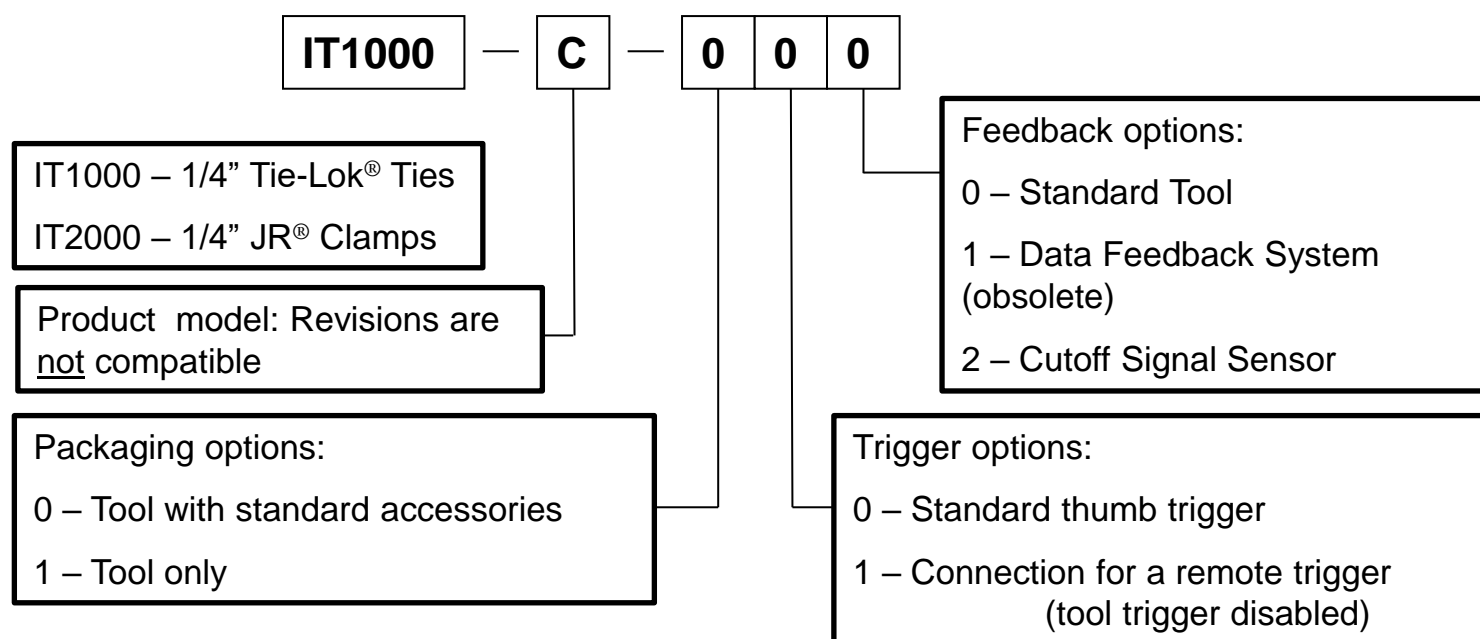 IT1000 — C — 0 0 0
IT1000 – 1/4” Tie-Lok® Ties
IT2000 – 1/4” JR® Clamps
Product model: Revisions are
not compatible
Packaging options:
0 – Tool with standard accessories
1 – Tool only
Feedback options:
0 – Standard Tool
1 – Data Feedback System
(obsolete)
2 – Cutoff Signal Sensor
Trigger options:
0 – Standard thumb trigger
1 – Connection for a remote trigger
(tool trigger disabled)